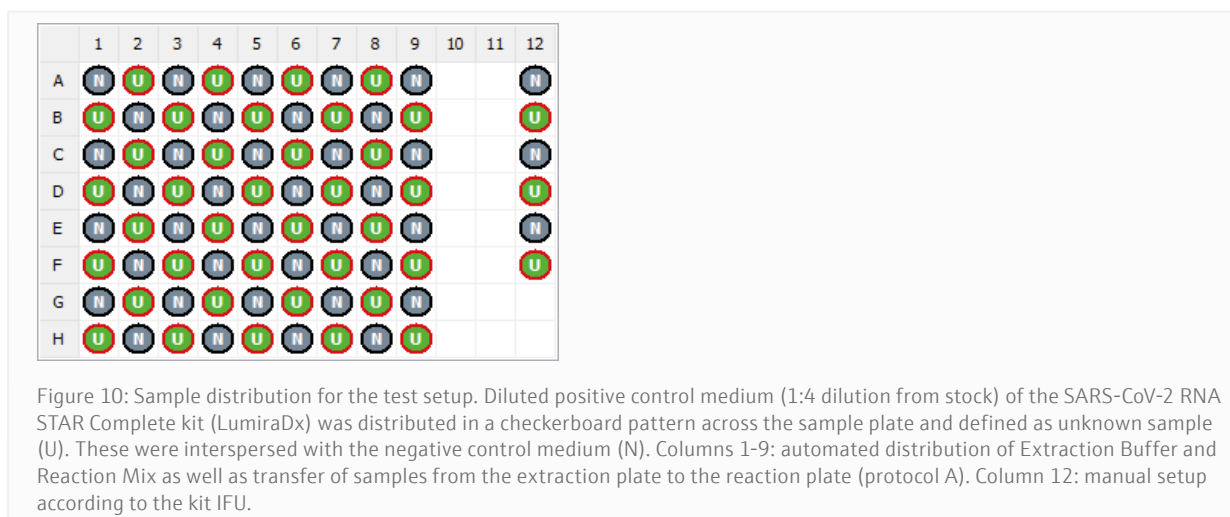 1 2 3 4 5 6 7 8 9 10 11 12
A N U N U N U N U N N
B U N U N U N U N U U
C N U N U N U N U N N
D U N U N U N U N U U
E N U N U N U N U N N
F U N U N U N U N U U
G N U N U N U N U N
H U N U N U N U N U
Figure 10: Sample distribution for the test setup. Diluted positive control medium (1:4 dilution from stock) of the SARS-CoV-2 RNA
STAR Complete kit (LumiraDx) was distributed in a checkerboard pattern across the sample plate and defined as unknown sample
(U). These were interspersed with the negative control medium (N). Columns 1-9: automated distribution of Extraction Buffer and
Reaction Mix as well as transfer of samples from the extraction plate to the reaction plate (protocol A). Column 12: manual setup
according to the kit IFU.